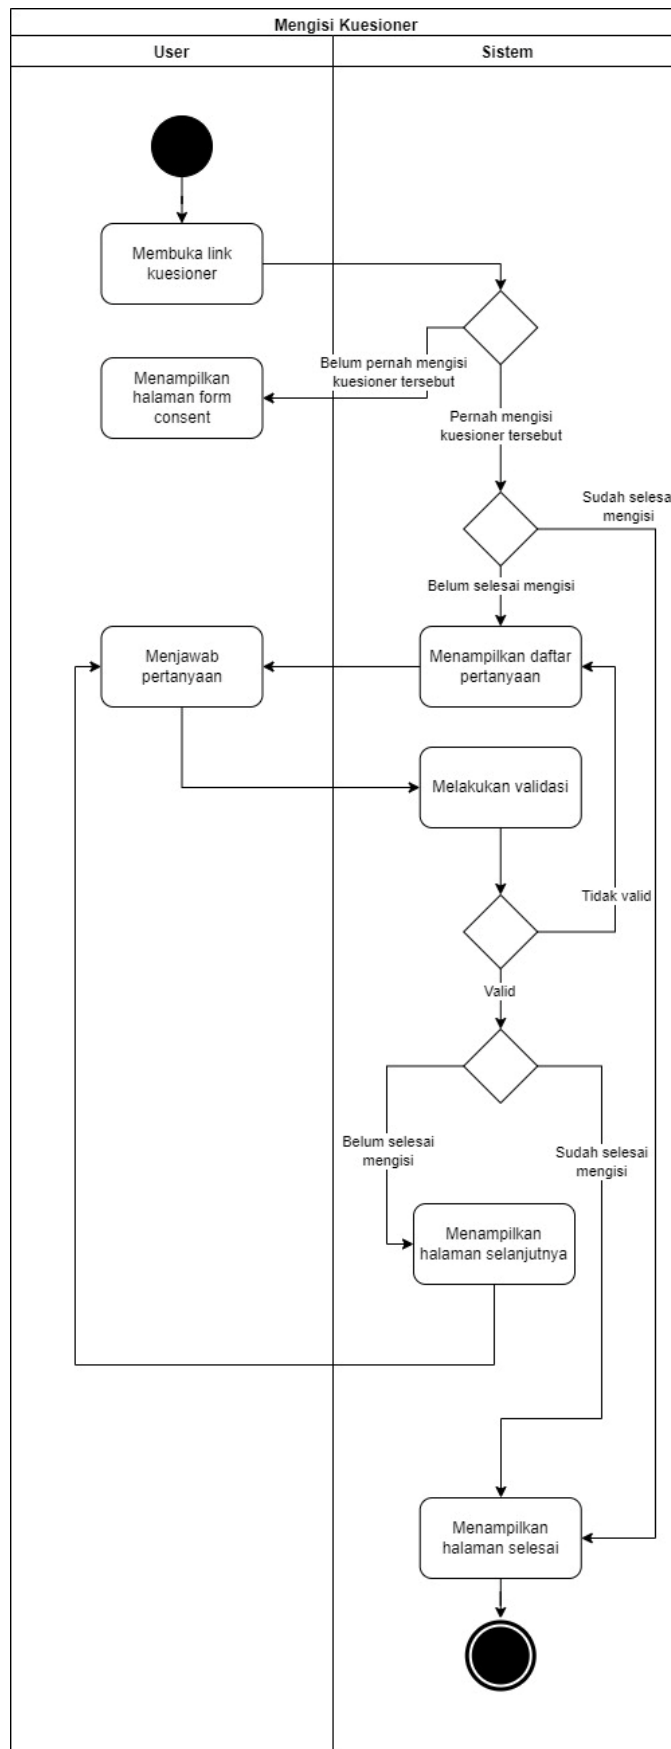 Mengisi Kuesioner
User
Sistem
Membuka link
kuesioner
Belum pernah mengisi
kuesioner tersebut
Menampilkan
halaman form
consent
Pernah mengisi
kuesioner tersebut
Sudah selesai
mengisi
Belum selesai mengisi
Menjawab
pertanyaan
Menampilkan daftar
pertanyaan
Melakukan validasi
Tidak valid
Valid
Belum selesai
mengisi
Sudah selesai
mengisi
Menampilkan
halaman selanjutnya
Menampilkan
halaman selesai